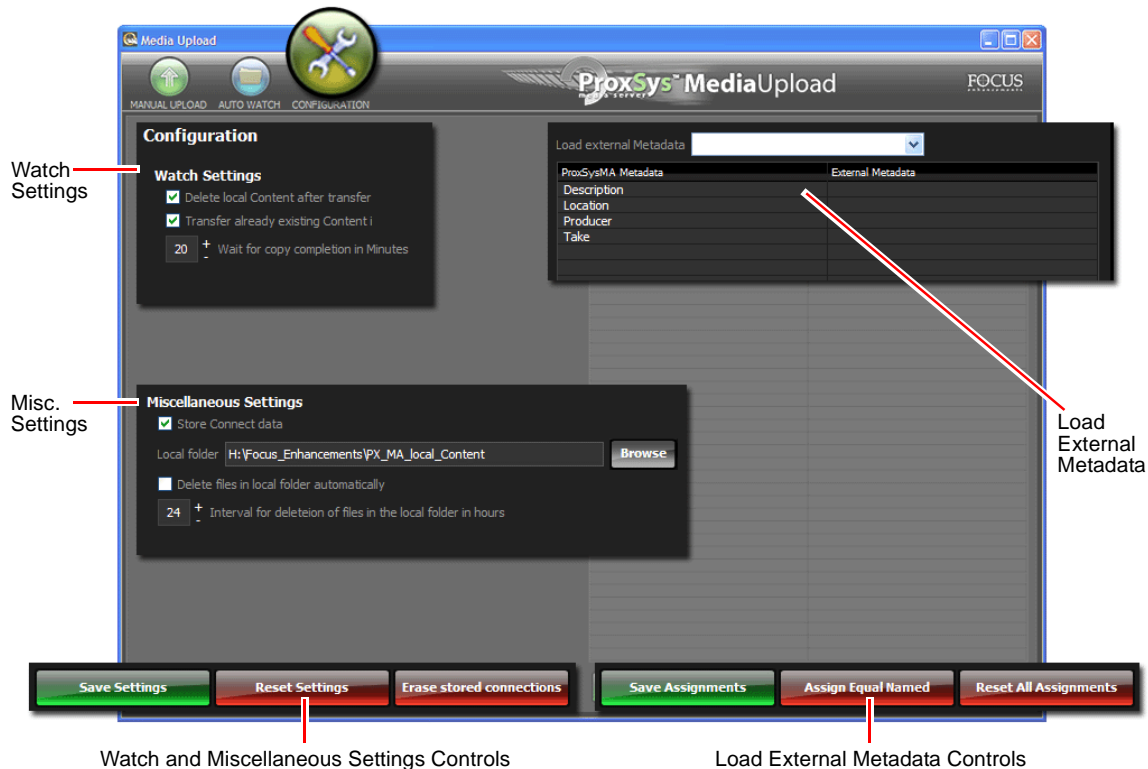 Media Upload
MANUAL UPLOAD AUTO WATCH CONFIGURATION
ProxSys™ MediaUpload
media server
FOCUS
enhancements
Configuration
Watch Settings
Watch Settings
Delete local Content after transfer
Transfer already existing Content i
20 + - Wait for copy completion in Minutes
Load external Metadata
ProxSysMA Metadata External Metadata
Description
Location
Producer
Take
Load External Metadata
Misc. Settings
Miscellaneous Settings
Store Connect data
Local folder H:\Focus_Enhancements\PX_MA_local_Content Browse
Delete files in local folder automatically
24 + - Interval for deleteion of files in the local folder in hours
Save Settings Reset Settings Erase stored connections
Save Assignments Assign Equal Named Reset All Assignments
Watch and Miscellaneous Settings Controls
Load External Metadata Controls